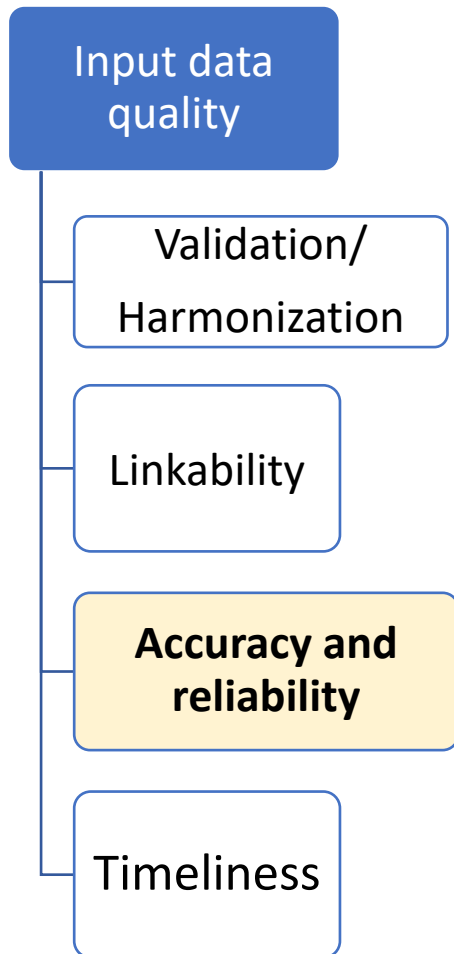 Input data
quality
Validation/
Harmonization
Linkability
Accuracy and
reliability
Timeliness